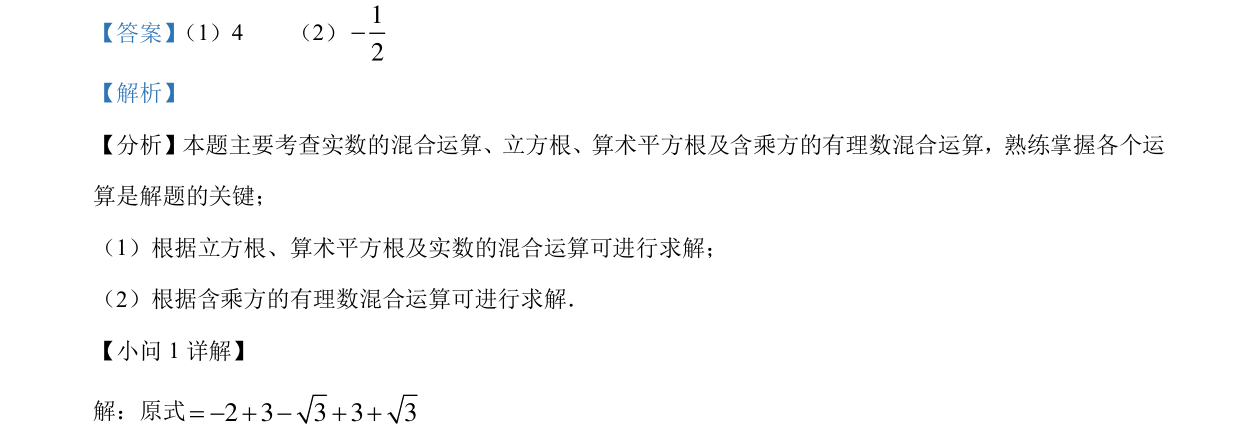 【答案】（1）4 （2）$-\frac{1}{2}$
【解析】
【分析】本题主要考查实数的混合运算、立方根、算术平方根及含乘方的有理数混合运算，熟练掌握各个运
算是解题的关键；
（1）根据立方根、算术平方根及实数的混合运算可进行求解；
（2）根据含乘方的有理数混合运算可进行求解．
【小问 1 详解】
解：原式$=-2+3-\sqrt{3}+3+\sqrt{3}$